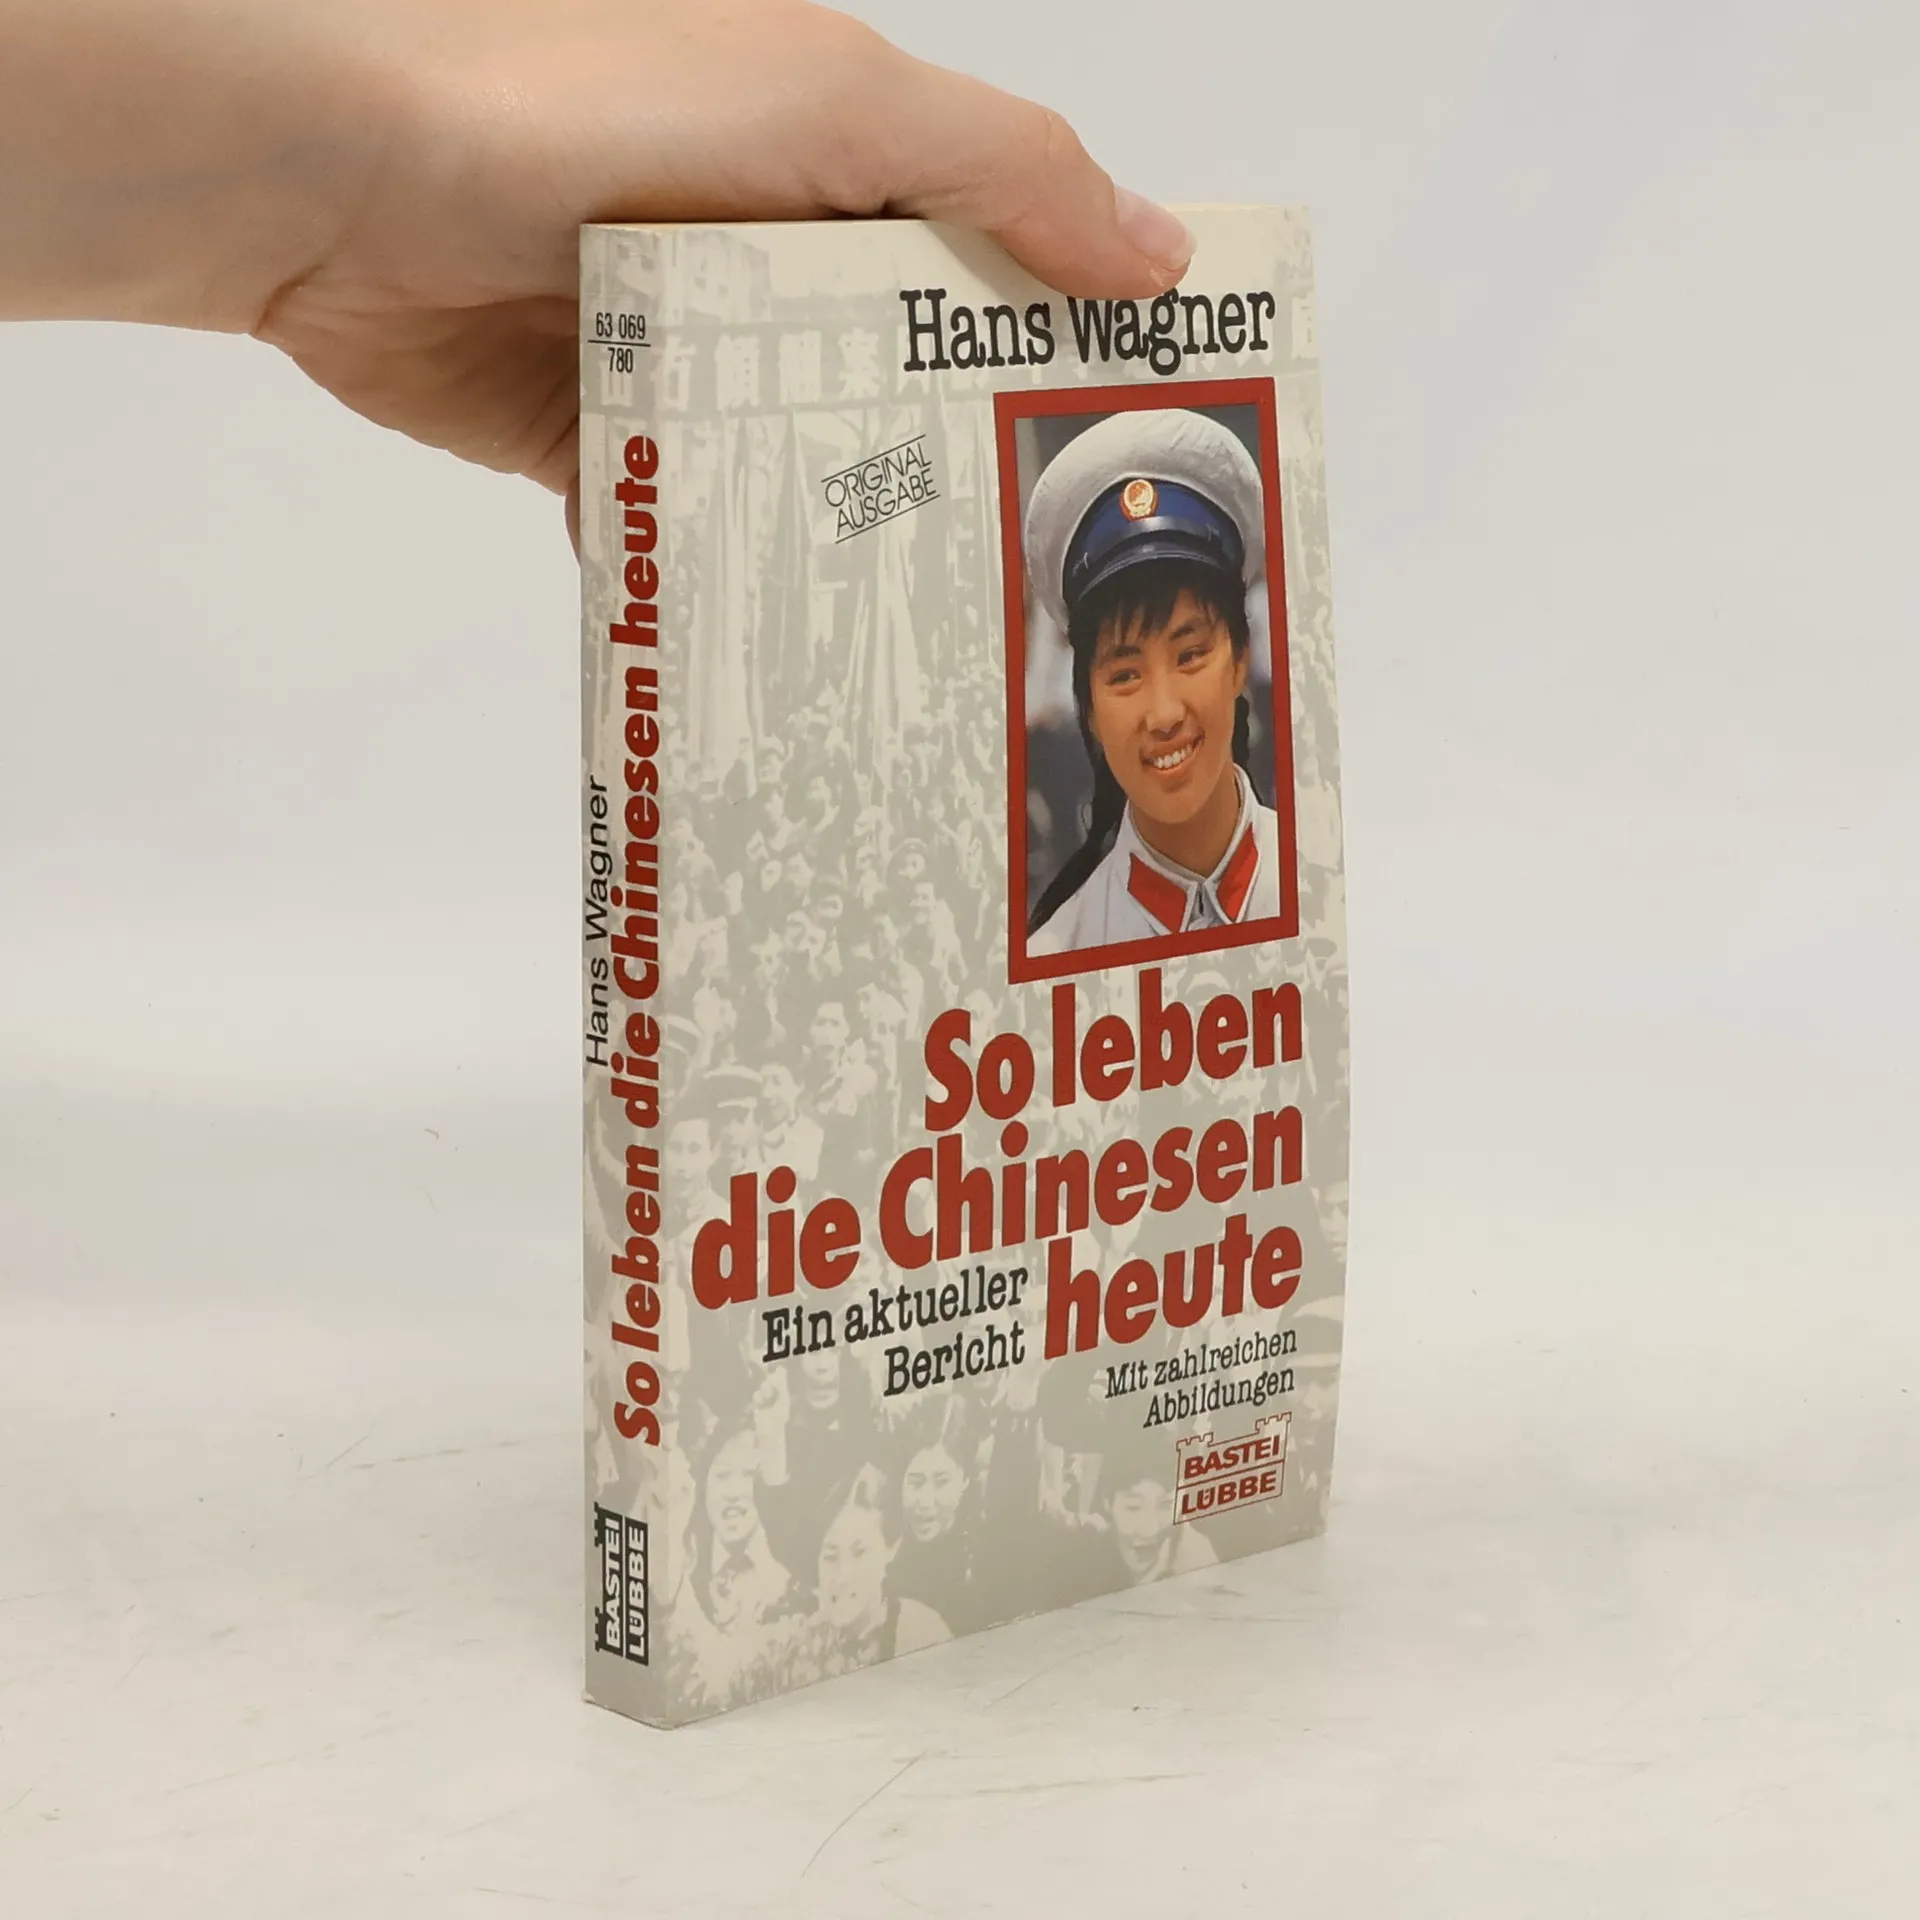 63 069
780
Hans Wagner
So leben die Chinesen heute
BASTEI
LÜBBE
Hans Wagner
ORIGINAL
AUSGABE
So leben
die Chinesen
heute
Ein aktueller
Bericht
Mit zahlreichen
Abbildungen
BASTEI
LÜBBE